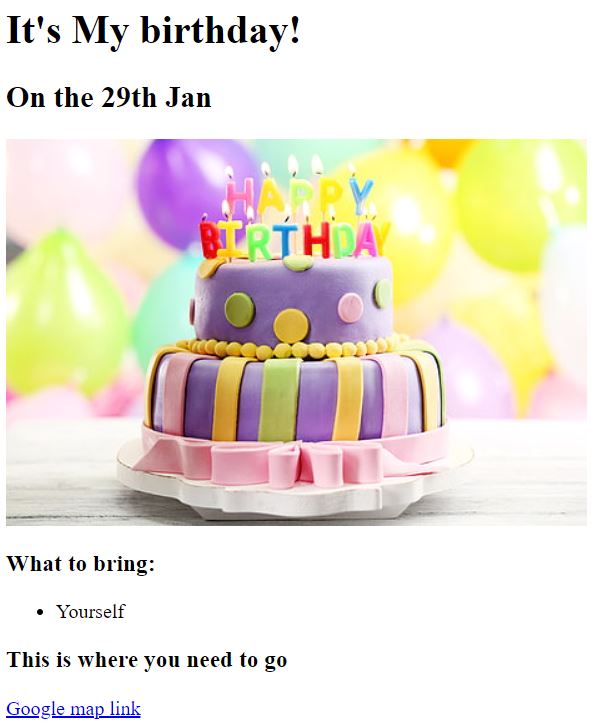 It's My birthday!
On the 29th Jan
HAPPY
BIRTHDAY
What to bring:
Yourself
This is where you need to go
Google map link